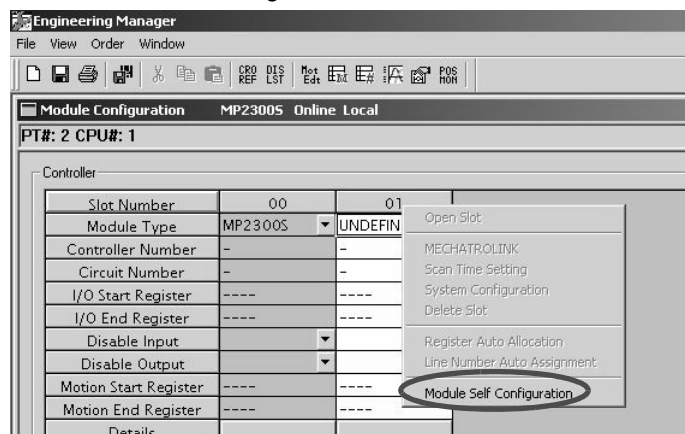 Engineering Manager
File View Order Window
CRO REF DIS LST Mot Edt POS MON
Module Configuration MP2300S Online Local
PT#: 2 CPU#: 1
Controller
Slot Number 00 01
Module Type MP2300S UNDEFIN
Controller Number - -
Circuit Number - -
I/O Start Register ---- ----
I/O End Register ---- ----
Disable Input
Disable Output
Motion Start Register ---- ----
Motion End Register ---- ----
Details
Open Slot
MECHATROLINK
Scan Time Setting
System Configuration
Delete Slot
Register Auto Allocation
Line Number Auto Assignment
Module Self Configuration